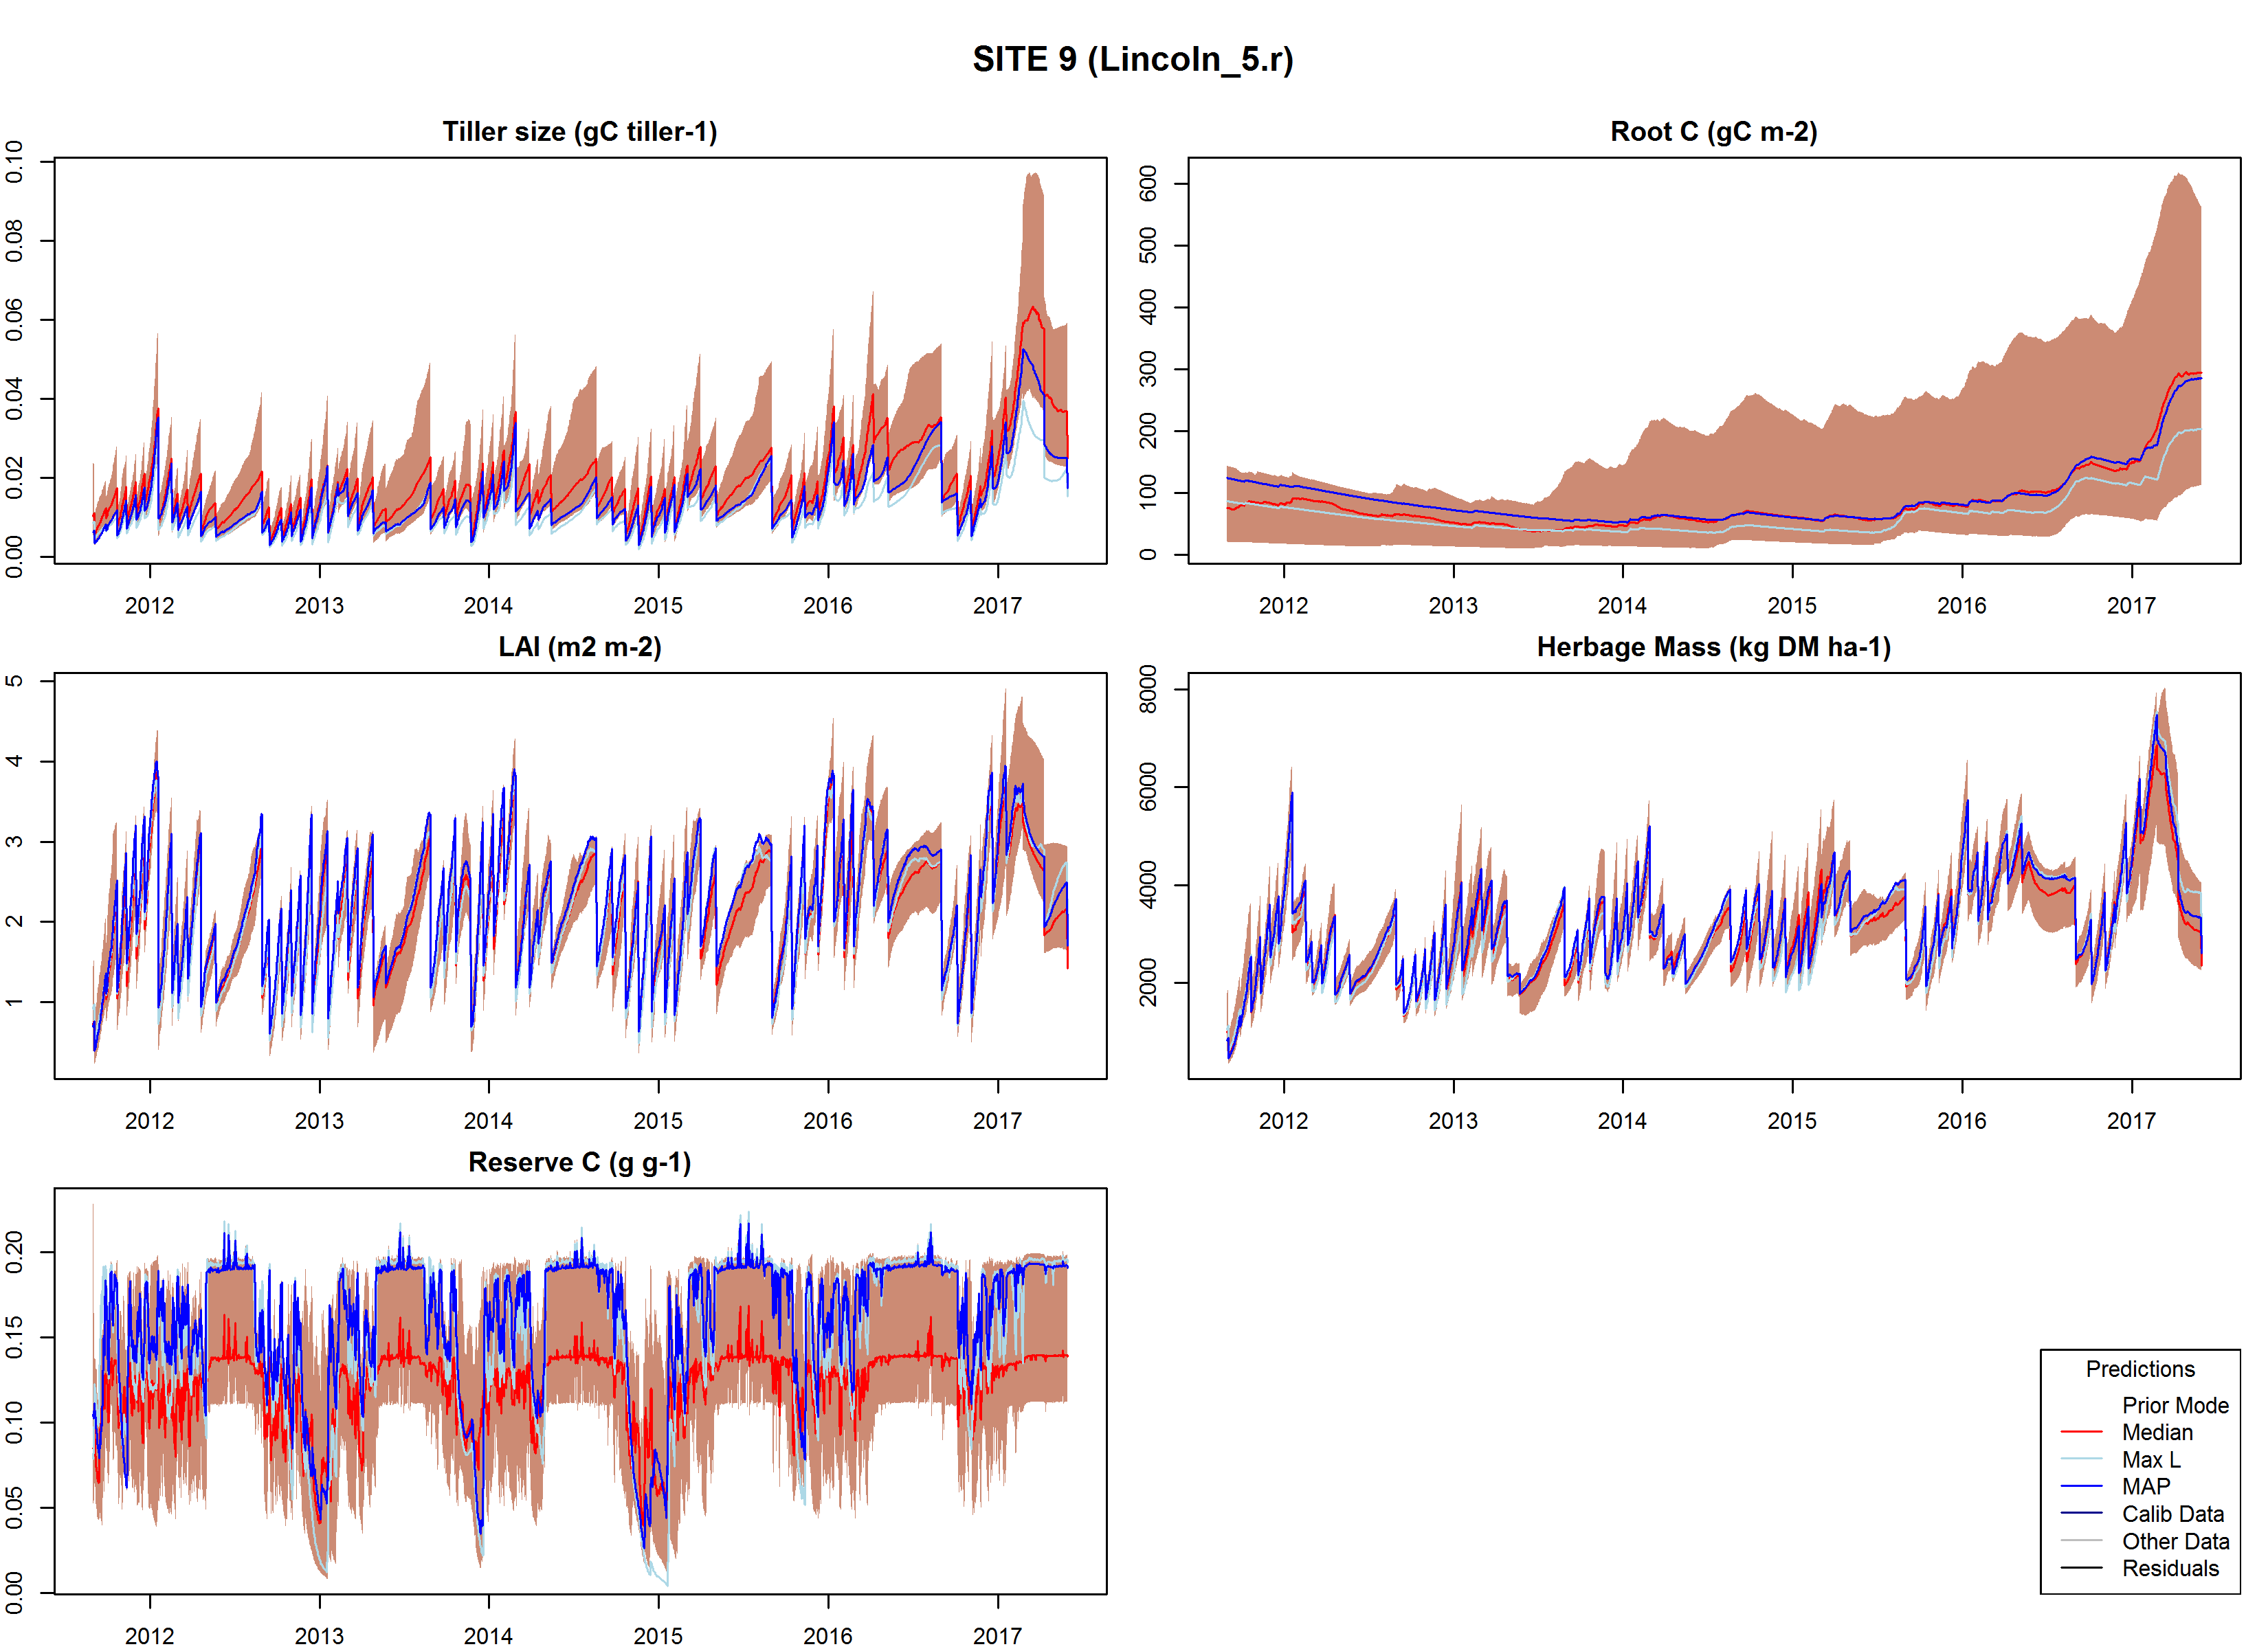 SITE 9 (Lincoln_5.r)
Tiller size (gC tiller-1)
0.00 0.02 0.04 0.06 0.08 0.10
2012 2013 2014 2015 2016 2017
Root C (gC m-2)
0 100 200 300 400 500 600
2012 2013 2014 2015 2016 2017
LAI (m2 m-2)
1 2 3 4 5
2012 2013 2014 2015 2016 2017
Herbage Mass (kg DM ha-1)
2000 4000 6000 8000
2012 2013 2014 2015 2016 2017
Reserve C (g g-1)
0.00 0.05 0.10 0.15 0.20
2012 2013 2014 2015 2016 2017
Predictions
Prior Mode
Median
Max L
MAP
Calib Data
Other Data
Residuals